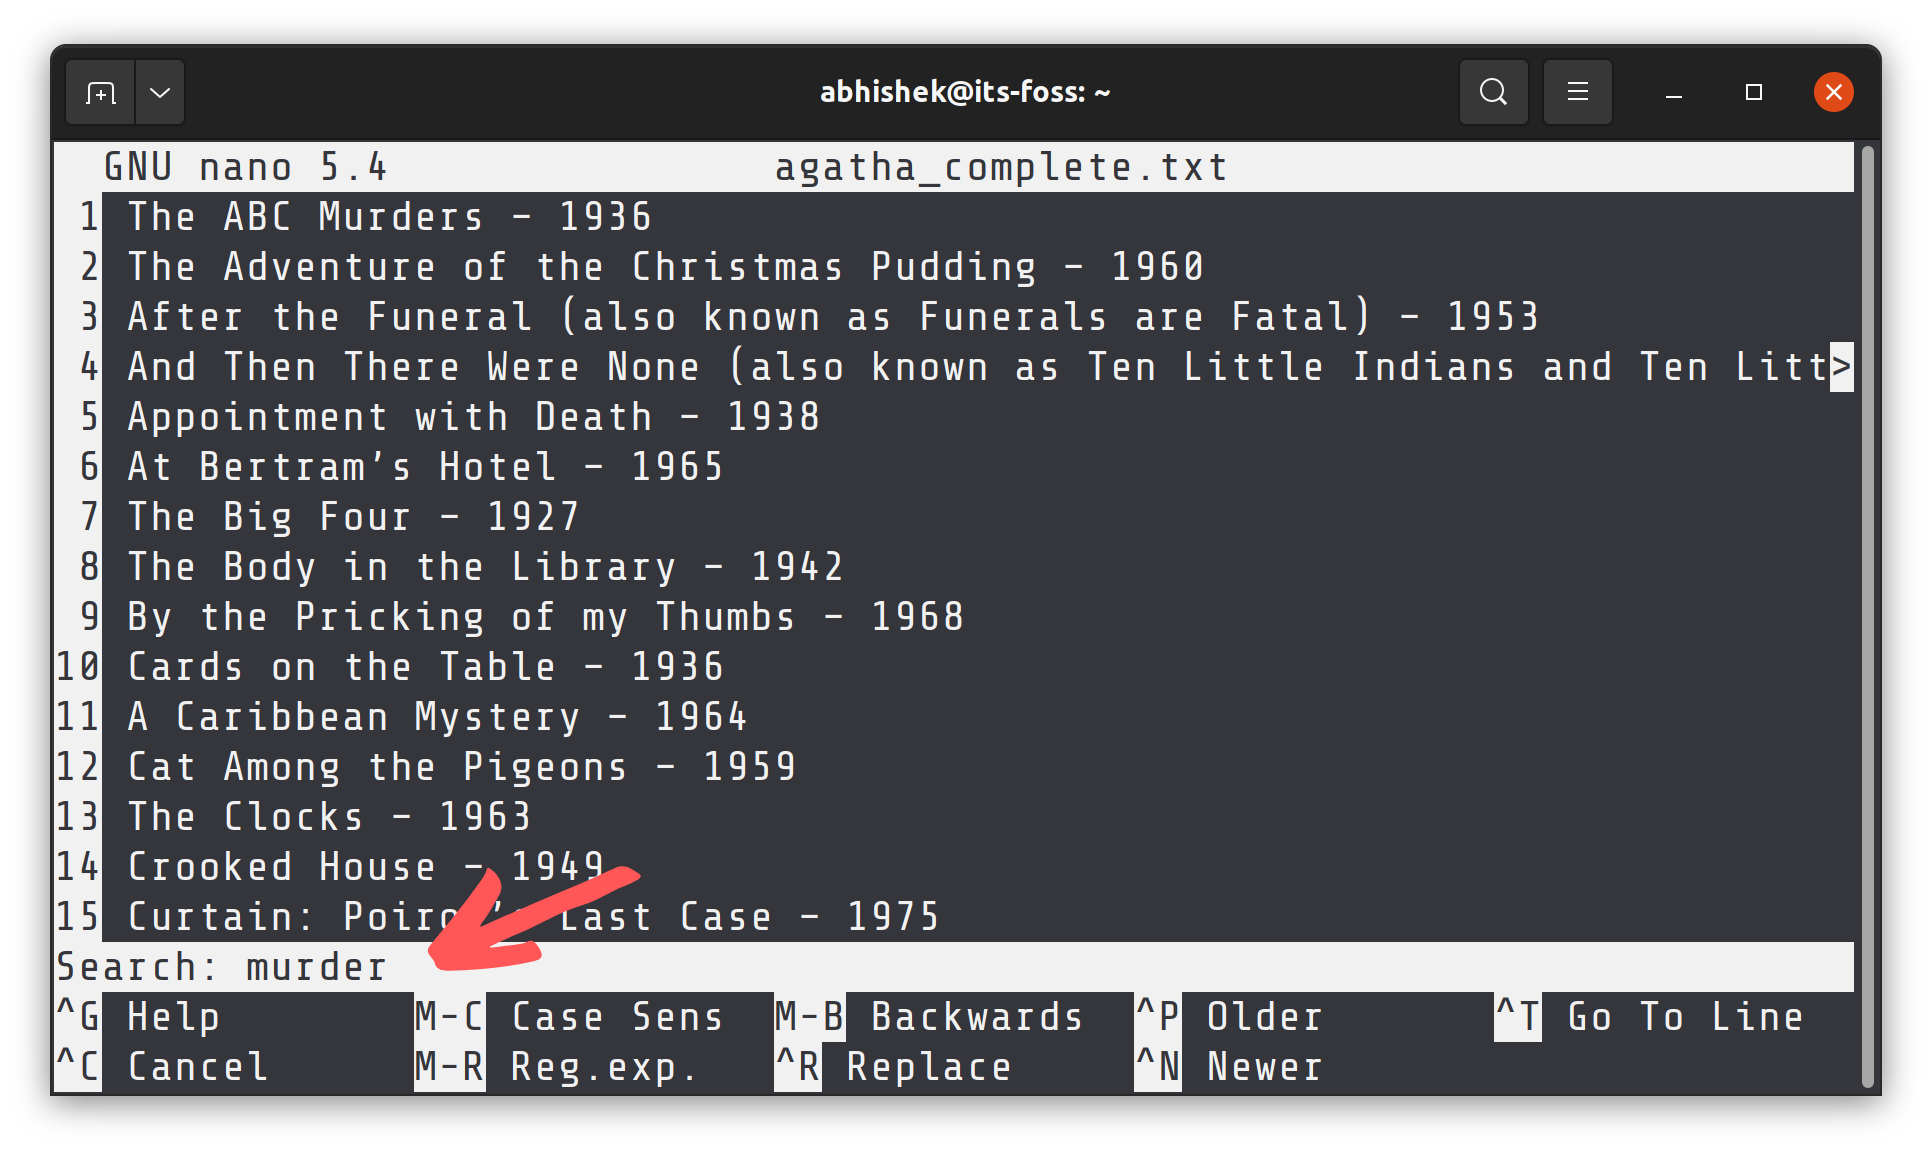 abhishek@its-foss: ~
GNU nano 5.4 agatha_complete.txt
1 The ABC Murders - 1936
2 The Adventure of the Christmas Pudding - 1960
3 After the Funeral (also known as Funerals are Fatal) - 1953
4 And Then There Were None (also known as Ten Little Indians and Ten Litt>
5 Appointment with Death - 1938
6 At Bertram's Hotel - 1965
7 The Big Four - 1927
8 The Body in the Library - 1942
9 By the Pricking of my Thumbs - 1968
10 Cards on the Table - 1936
11 A Caribbean Mystery - 1964
12 Cat Among the Pigeons - 1959
13 The Clocks - 1963
14 Crooked House - 1949
15 Curtain: Poirot's Last Case - 1975
Search: murder
^G Help M-C Case Sens M-B Backwards ^P Older ^T Go To Line
^C Cancel M-R Reg.exp. ^R Replace ^N Newer